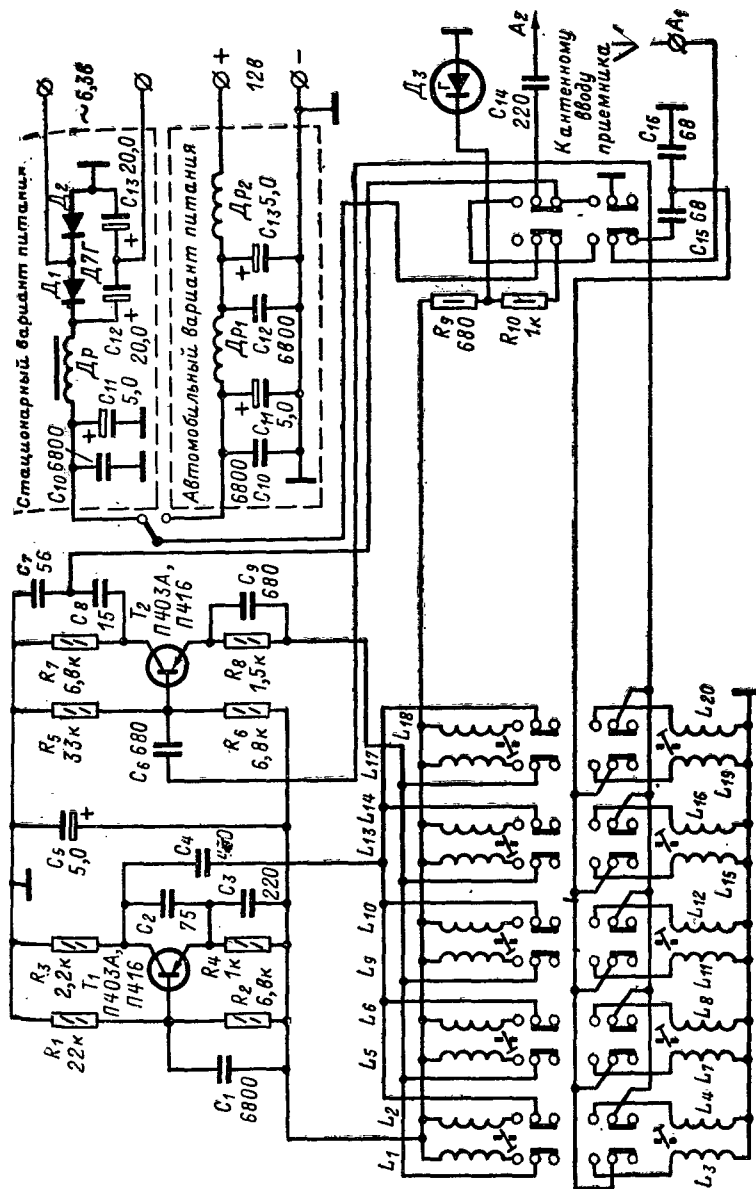 Стационарный вариант питания
~6,3в
Д1
Д2
Д7Г
Др
C10 6800
C11
5,0
C12
20,0
C13 20,0
Автомобильный вариант питания
12в
+
−
Др1
Др2
6800
C10
C11
5,0
C12
6800
C13 5,0
Д3
C14
220
A2
К антенному
вводу
приемника
A1
C16
68
C15 68
R9
680
R10
1к
C7
56
C8
15
R7
6,8к
T2
П403А,
П416
C9
680
R8
1,5к
R5
33к
C6 680
R6
6,8к
C5
5,0
C4
C2
75
C3
220
R3
2,2к
T1
П403А,
П416
R4
1к
R1
22к
R2
6,8к
C1
6800
L1
L2
L5
L6
L9
L10
L13
L14
L17
L18
L3
L4
L7
L8
L11
L12
L15
L16
L19
L20